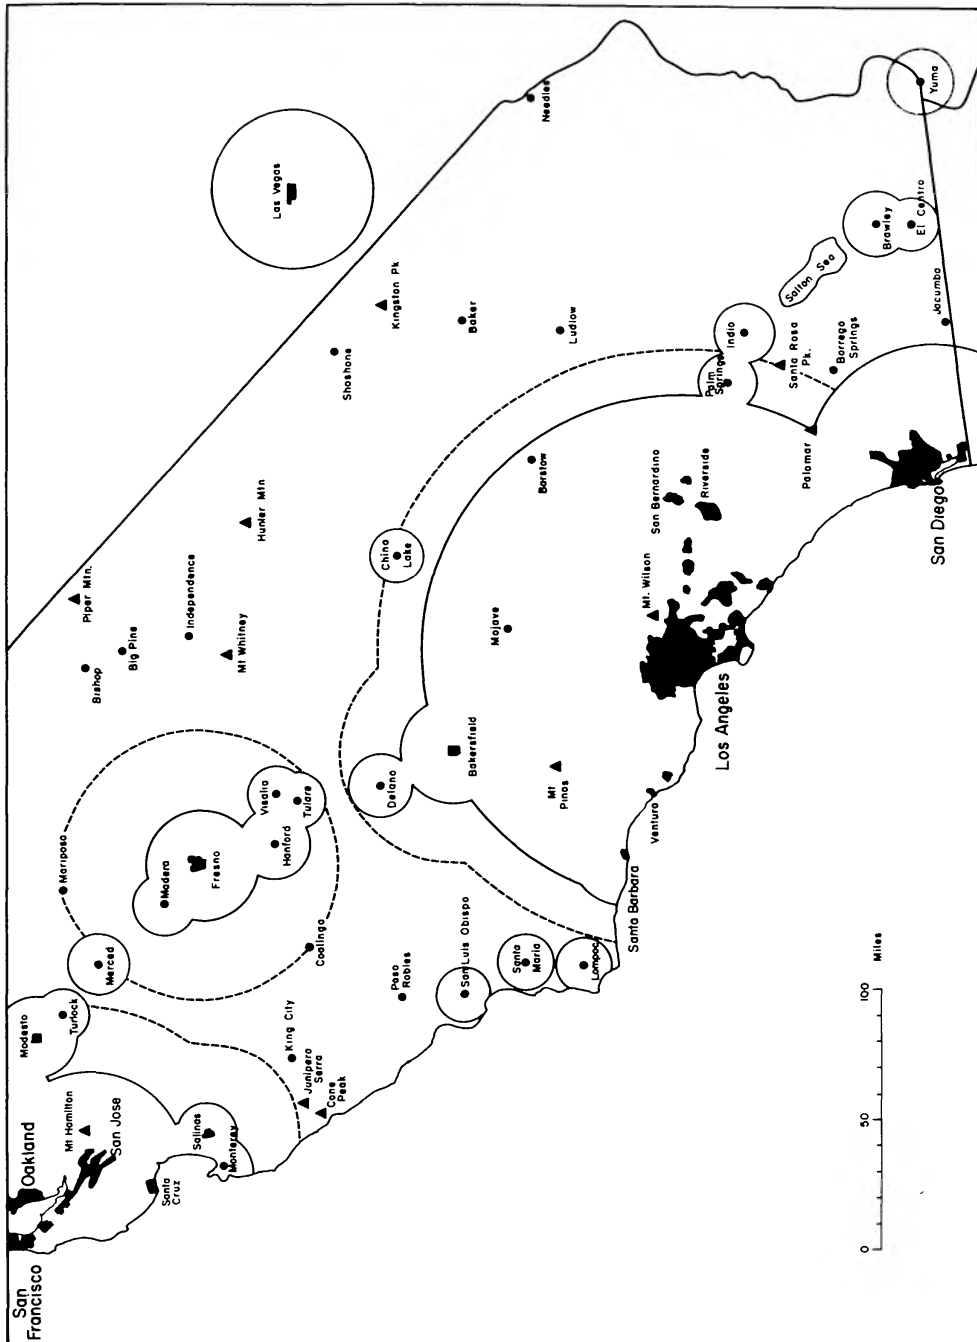 San
Francisco
Oakland
Mt Hamilton
San Jose
Santa
Cruz
Modesto
Turlock
Salinas
Monterey
Merced
Mariposa
Madera
Fresno
Hanford
Visalia
Tulare
Coalinga
King City
Junipero
Serra
Cone
Peak
Paso
Robles
San Luis Obispo
Santa
Maria
Lompoc
Bishop
Piper Mtn.
Big Pine
Independence
Mt Whitney
Hunter Mtn
Delano
Bakersfield
Mt
Pinos
Mojave
China
Lake
Barstow
Santa Barbara
Ventura
Los Angeles
Mt. Wilson
San Bernardino
Riverside
Las Vegas
Shoshone
Kingston Pk
Baker
Ludlow
Needles
Palm
Springs
Indio
Santa Rosa
Pk.
Palomar
Borrego
Springs
Salton Sea
Brawley
El Centro
Yuma
Jacumba
San Diego
0 50 100
Miles